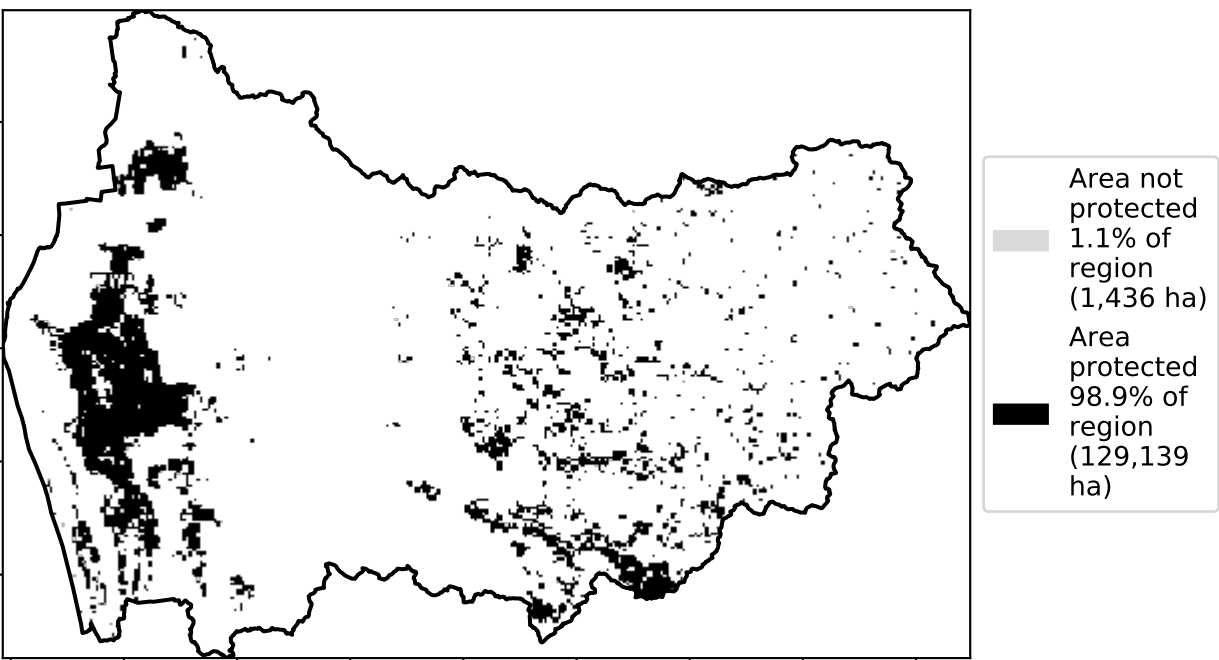 Area not
protected
1.1% of
region
(1,436 ha)
Area
protected
98.9% of
region
(129,139
ha)